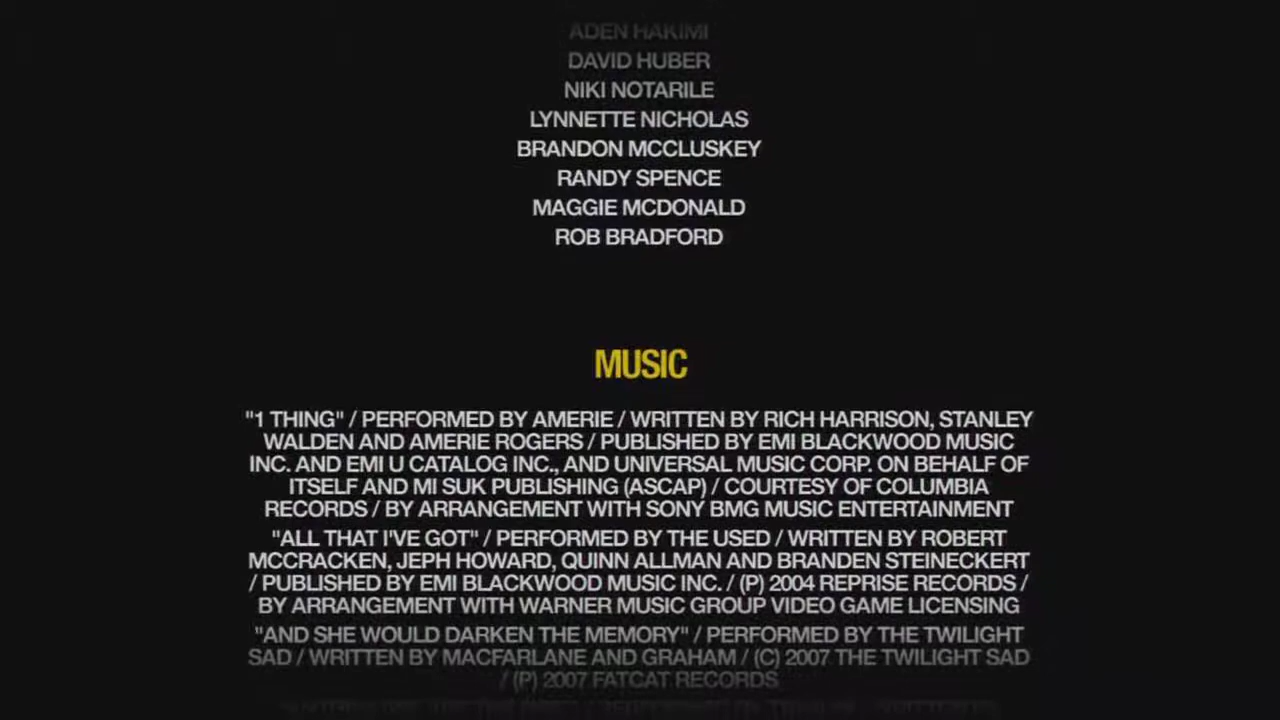 ADEN HAKIMI
DAVID HUBER
NIKI NOTARILE
LYNNETTE NICHOLAS
BRANDON MCCLUSKEY
RANDY SPENCE
MAGGIE MCDONALD
ROB BRADFORD
MUSIC
"1 THING" / PERFORMED BY AMERIE / WRITTEN BY RICH HARRISON, STANLEY
WALDEN AND AMERIE ROGERS / PUBLISHED BY EMI BLACKWOOD MUSIC
INC. AND EMI U CATALOG INC., AND UNIVERSAL MUSIC CORP. ON BEHALF OF
ITSELF AND MI SUK PUBLISHING (ASCAP) / COURTESY OF COLUMBIA
RECORDS / BY ARRANGEMENT WITH SONY BMG MUSIC ENTERTAINMENT
"ALL THAT I'VE GOT" / PERFORMED BY THE USED / WRITTEN BY ROBERT
MCCRACKEN, JEPH HOWARD, QUINN ALLMAN AND BRANDEN STEINECKERT
/ PUBLISHED BY EMI BLACKWOOD MUSIC INC. / (P) 2004 REPRISE RECORDS /
BY ARRANGEMENT WITH WARNER MUSIC GROUP VIDEO GAME LICENSING
"AND SHE WOULD DARKEN THE MEMORY" / PERFORMED BY THE TWILIGHT
SAD / WRITTEN BY MACFARLANE AND GRAHAM / (C) 2007 THE TWILIGHT SAD
/ (P) 2007 FATCAT RECORDS